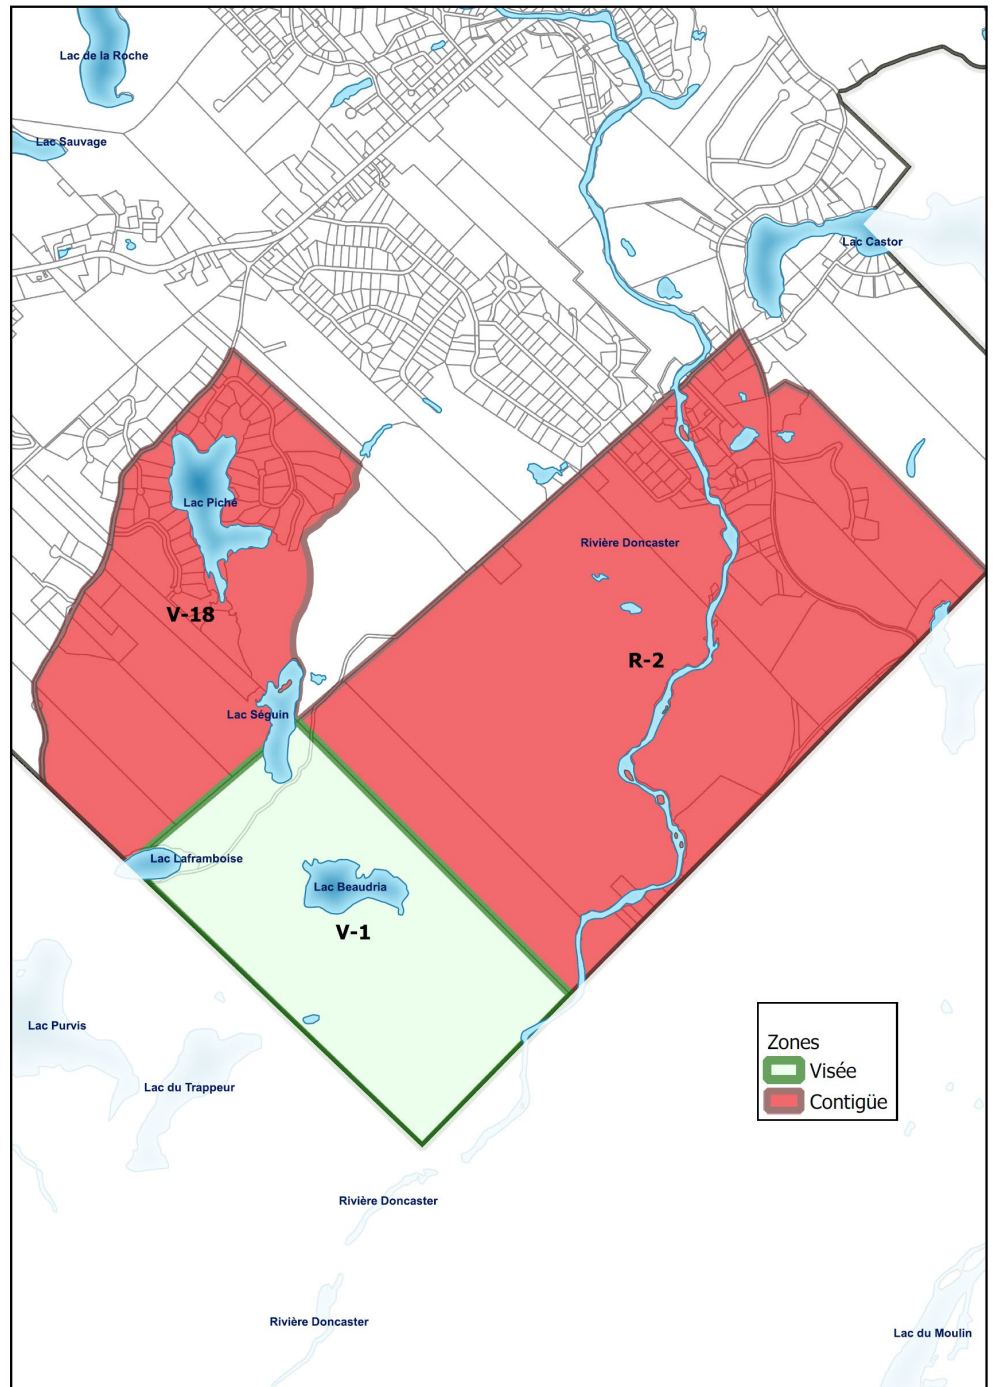 Lac de la Roche
Lac Sauvage
Lac Castor
Lac Piché
Rivière Doncaster
V-18
R-2
Lac Séguin
Lac Laframboise
Lac Beaudria
V-1
Lac Purvis
Zones
Visée
Lac du Trappeur
Contigüe
Rivière Doncaster
Rivière Doncaster
Lac du Moulin